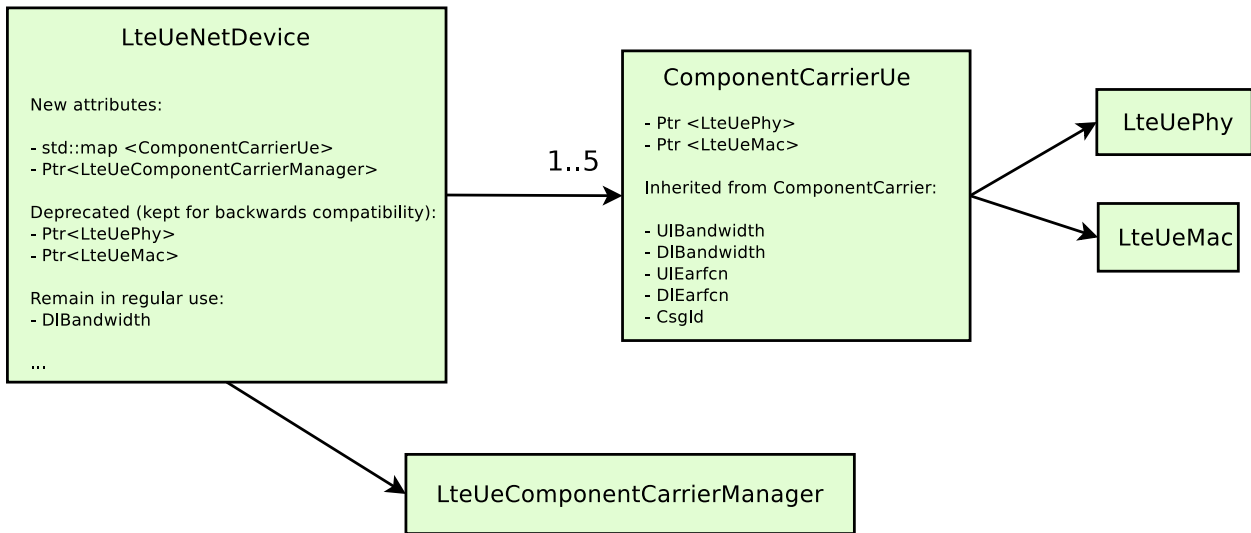 LteUeNetDevice
New attributes:
- std::map <ComponentCarrierUe>
- Ptr<LteUeComponentCarrierManager>
Deprecated (kept for backwards compatibility):
- Ptr<LteUePhy>
- Ptr<LteUeMac>
Remain in regular use:
- DlBandwidth
...
1..5
ComponentCarrierUe
- Ptr <LteUePhy>
- Ptr <LteUeMac>
Inherited from ComponentCarrier:
- UlBandwidth
- DlBandwidth
- UlEarfcn
- DlEarfcn
- CsgId
LteUePhy
LteUeMac
LteUeComponentCarrierManager